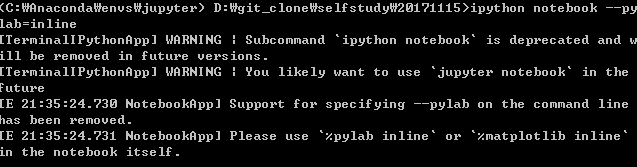 (C:₩Anaconda₩envs₩jupyter) D:₩git_clone₩selfstudy₩20171115>ipython notebook --py
lab=inline
[TerminalIPythonApp] WARNING | Subcommand `ipython notebook` is deprecated and w
ill be removed in future versions.
[TerminalIPythonApp] WARNING | You likely want to use `jupyter notebook` in the
future
[E 21:35:24.730 NotebookApp] Support for specifying --pylab on the command line
has been removed.
[E 21:35:24.731 NotebookApp] Please use `%pylab inline` or `%matplotlib inline`
in the notebook itself.